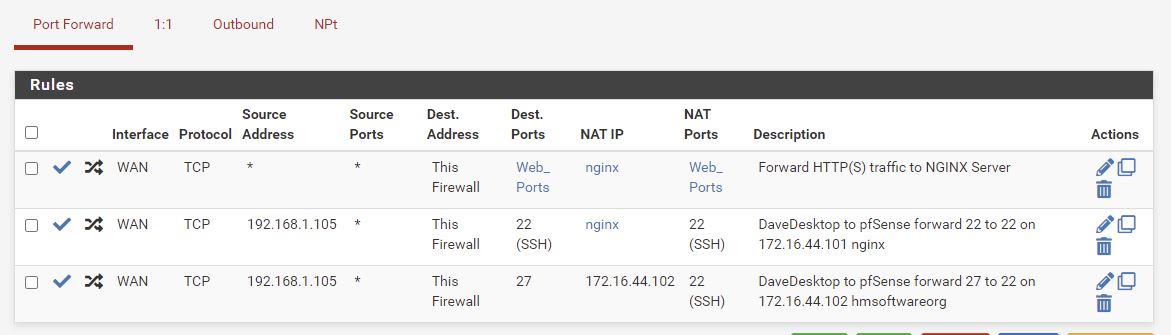 Port Forward 1:1 Outbound NPt
Rules
Interface Protocol Source Address Source Ports Dest. Address Dest. Ports NAT IP NAT Ports Description Actions
WAN TCP * * This Firewall Web_Ports nginx Web_Ports Forward HTTP(S) traffic to NGINX Server
WAN TCP 192.168.1.105 * This Firewall 22 (SSH) nginx 22 (SSH) DaveDesktop to pfSense forward 22 to 22 on 172.16.44.101 nginx
WAN TCP 192.168.1.105 * This Firewall 27 172.16.44.102 22 (SSH) DaveDesktop to pfSense forward 27 to 22 on 172.16.44.102 hmsoftwareorg